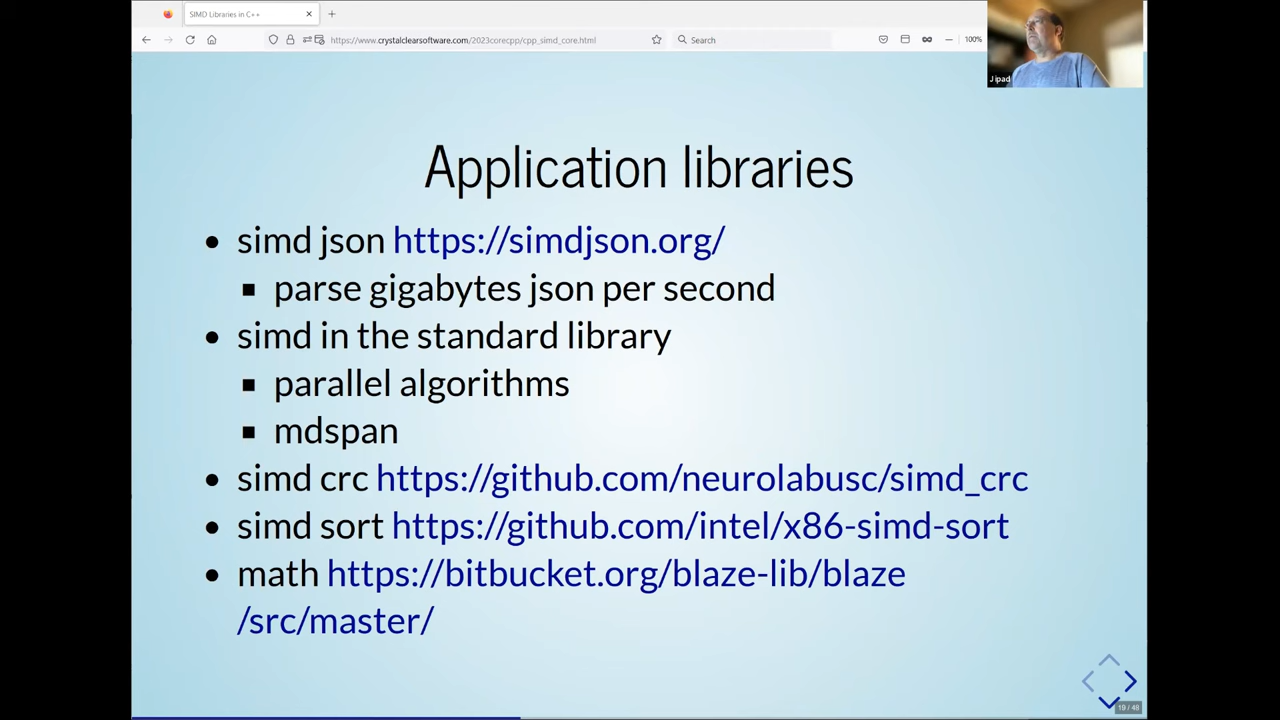 SIMD Libraries in C++
https://www.crystalclearsoftware.com/2023corecpp/cpp_simd_core.html
Search
100%
J ipad
Application libraries
simd json https://simdjson.org/
parse gigabytes json per second
simd in the standard library
parallel algorithms
mdspan
simd crc https://github.com/neurolabusc/simd_crc
simd sort https://github.com/intel/x86-simd-sort
math https://bitbucket.org/blaze-lib/blaze
/src/master/
19 / 48